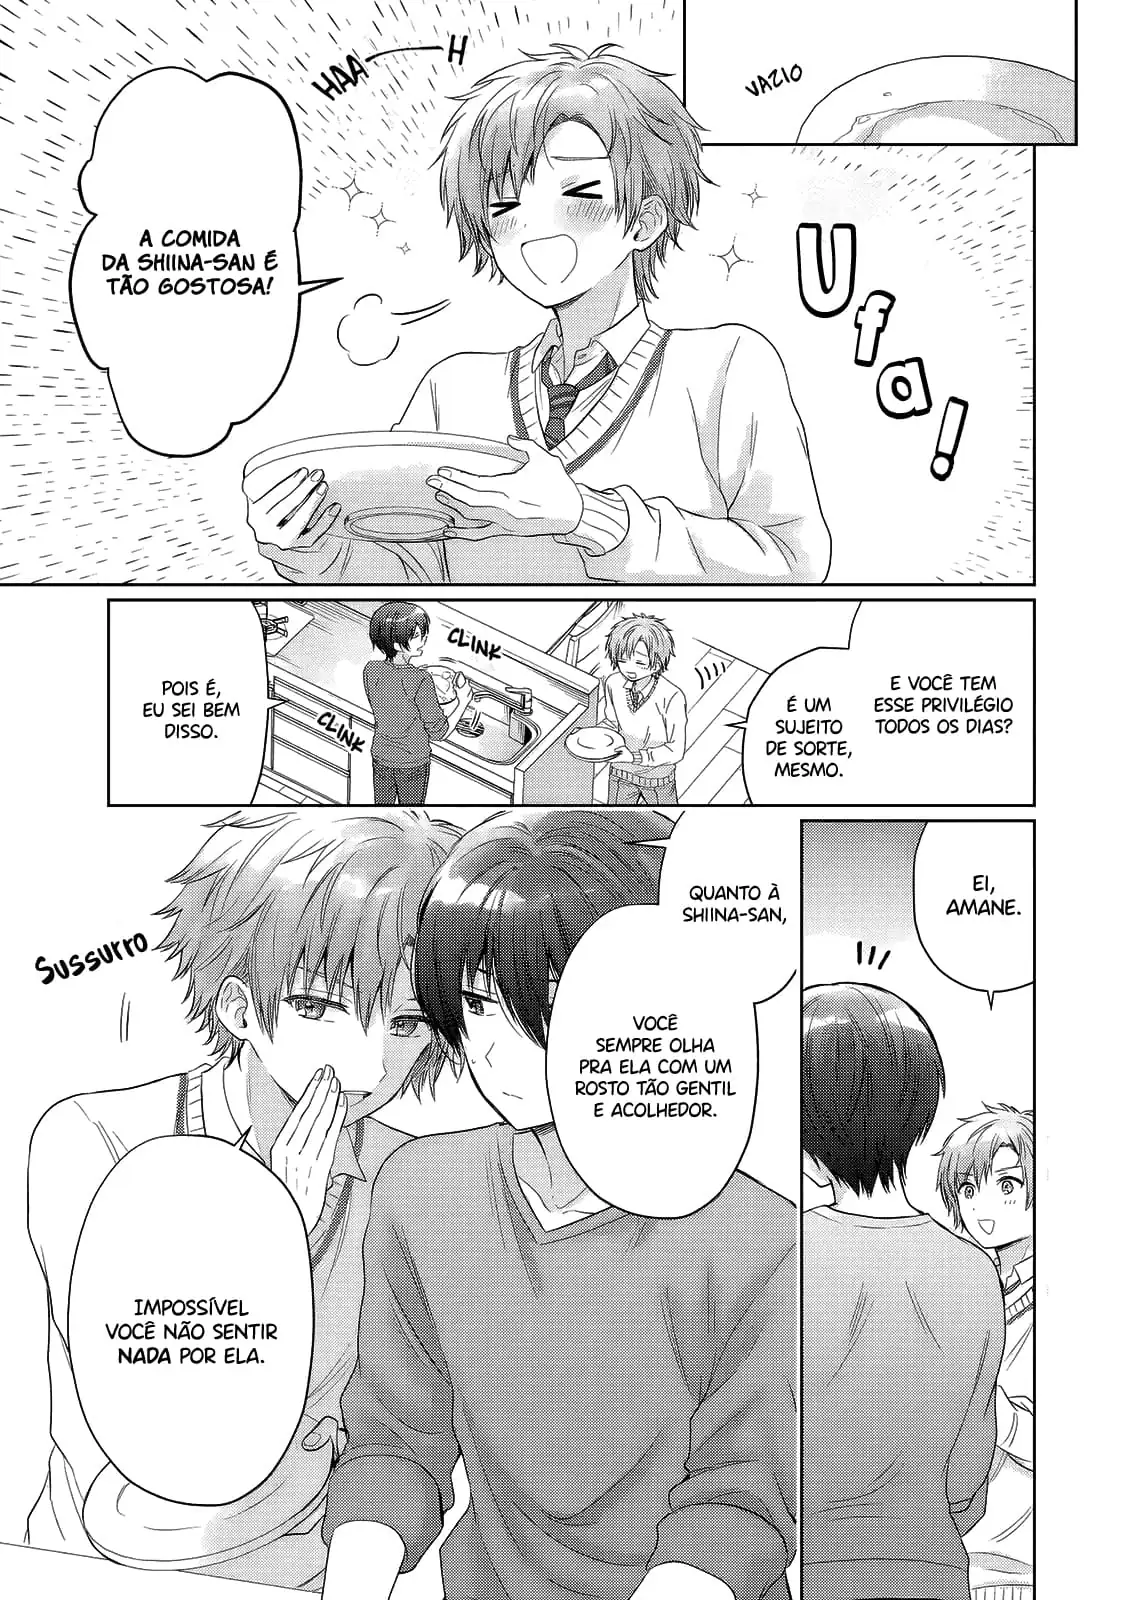 VAZIO
HAA H
Ufa!
A COMIDA
DA SHIINA-SAN É
TÃO GOSTOSA!
E VOCÊ TEM
ESSE PRIVILÉGIO
TODOS OS DIAS?
É UM
SUJEITO
DE SORTE,
MESMO.
CLINK
CLINK
POIS É,
EU SEI BEM
DISSO.
EI,
AMANE.
QUANTO À
SHIINA-SAN,
VOCÊ
SEMPRE OLHA
PRA ELA COM UM
ROSTO TÃO GENTIL
E ACOLHEDOR.
Sussurro
IMPOSSÍVEL
VOCÊ NÃO SENTIR
NADA POR ELA.